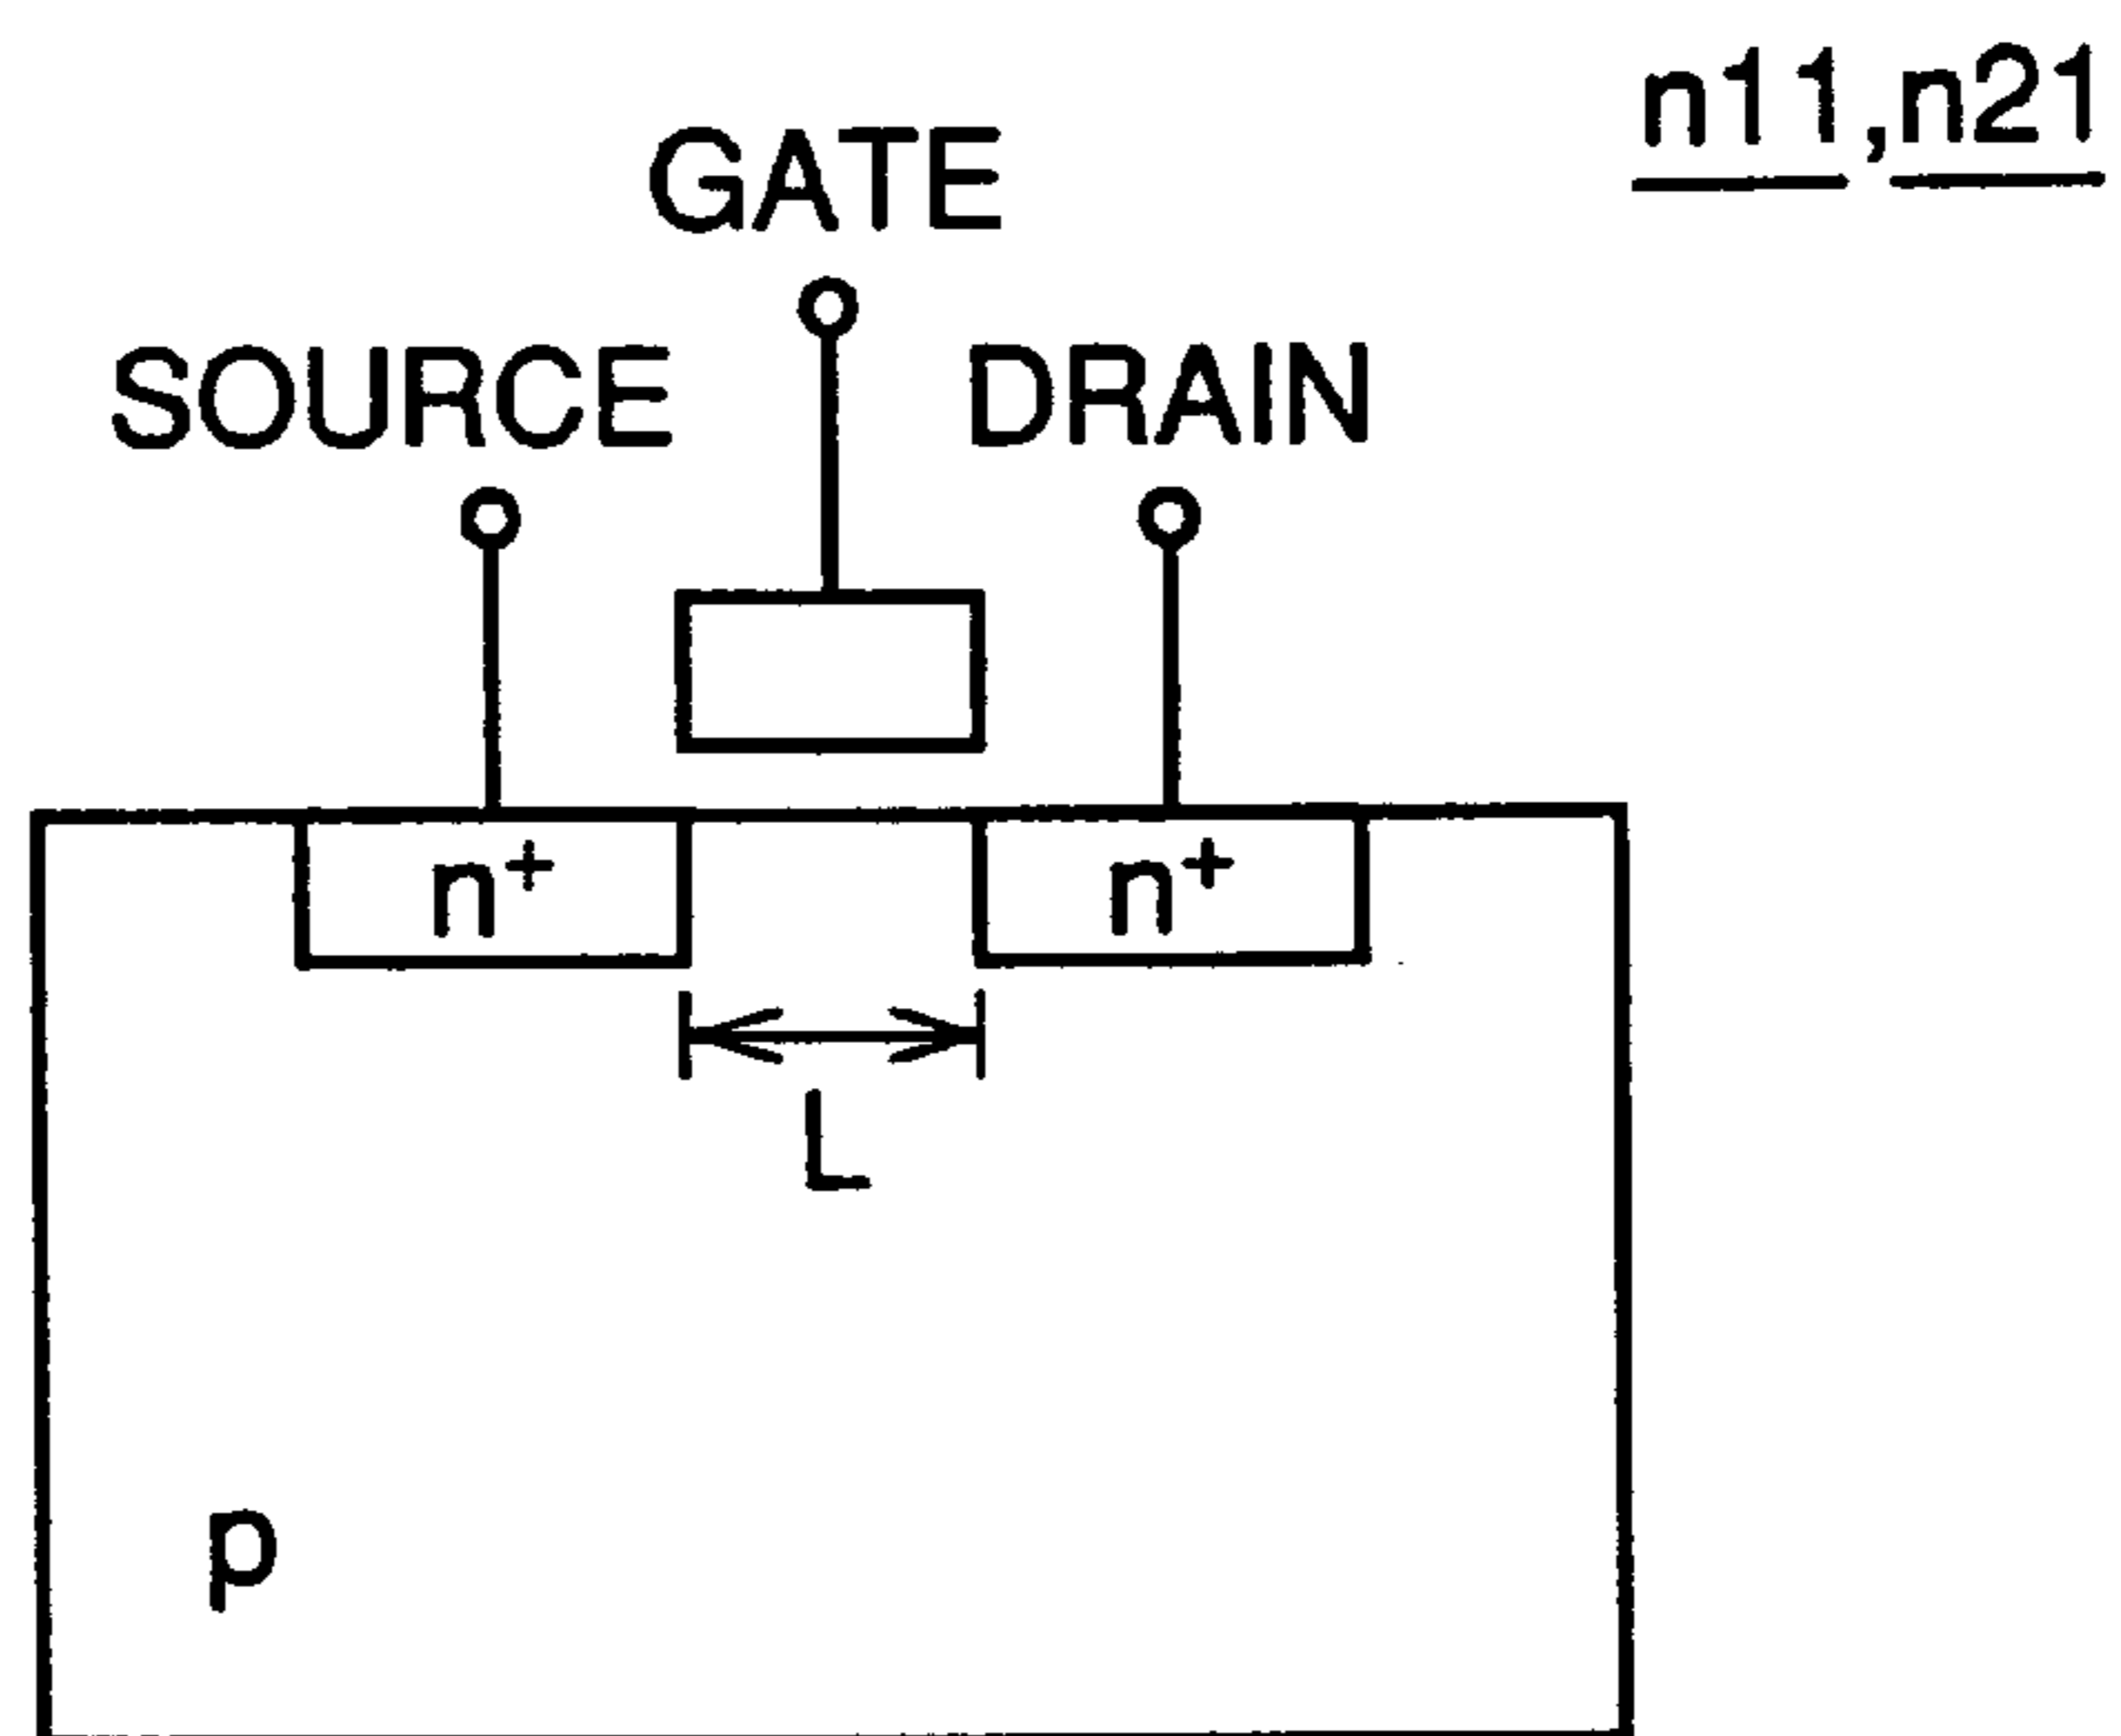 n11,n21
GATE
SOURCE
DRAIN
n+
n+
L
p